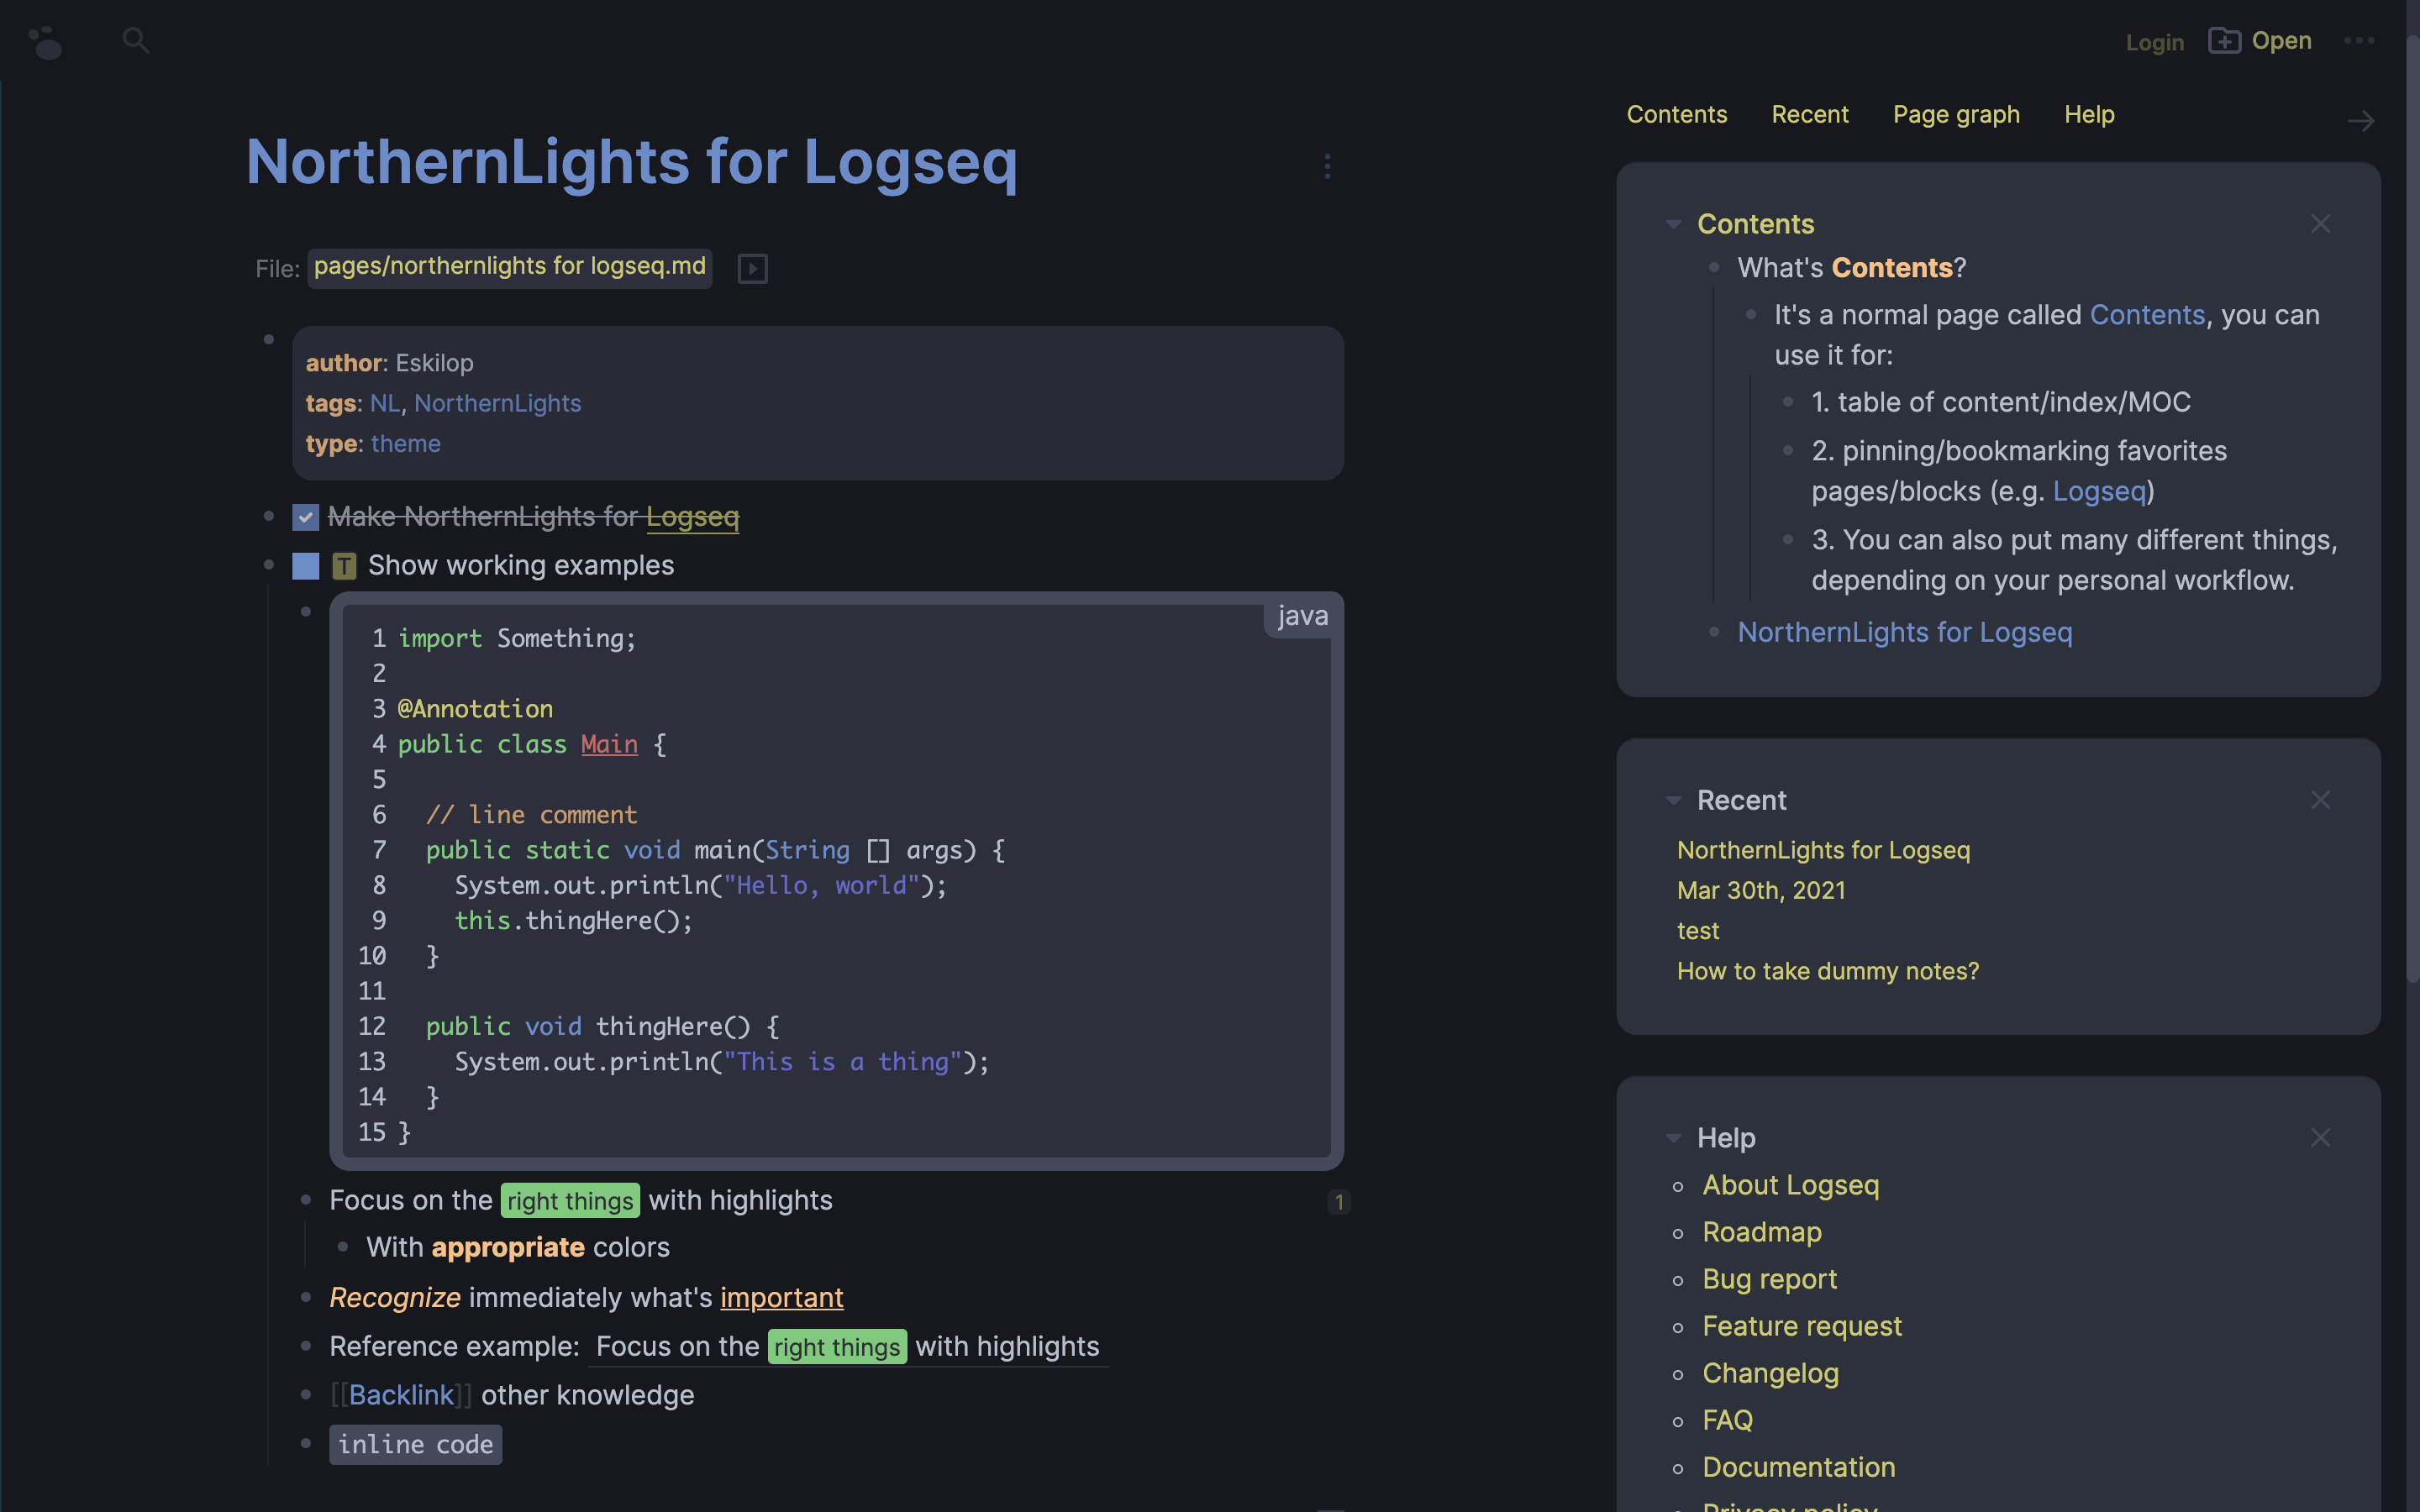 Login Open
Contents Recent Page graph Help
NorthernLights for Logseq
File: pages/northernlights for logseq.md
author: Eskilop
tags: NL, NorthernLights
type: theme
Make NorthernLights for Logseq
T Show working examples
java
1 import Something;
2
3 @Annotation
4 public class Main {
5
6 // line comment
7 public static void main(String [] args) {
8 System.out.println("Hello, world");
9 this.thingHere();
10 }
11
12 public void thingHere() {
13 System.out.println("This is a thing");
14 }
15 }
Focus on the right things with highlights 1
With appropriate colors
Recognize immediately what's important
Reference example: Focus on the right things with highlights
[[Backlink]] other knowledge
inline code
Contents
What's Contents?
It's a normal page called Contents, you can
use it for:
1. table of content/index/MOC
2. pinning/bookmarking favorites
pages/blocks (e.g. Logseq)
3. You can also put many different things,
depending on your personal workflow.
NorthernLights for Logseq
Recent
NorthernLights for Logseq
Mar 30th, 2021
test
How to take dummy notes?
Help
About Logseq
Roadmap
Bug report
Feature request
Changelog
FAQ
Documentation
Privacy policy